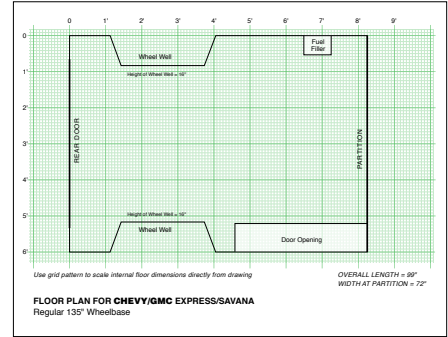 0 1' 2' 3' 4' 5' 6' 7' 8' 9'
0
Fuel
Filler
Wheel Well
1'
Height of Wheel Well = 16"
2'
REAR DOOR
PARTITION
3'
4'
Height of Wheel Well = 16"
5'
Wheel Well
Door Opening
6'
Use grid pattern to scale internal floor dimensions directly from drawing
OVERALL LENGTH = 99"
WIDTH AT PARTITION = 72"
FLOOR PLAN FOR CHEVY/GMC EXPRESS/SAVANA
Regular 135" Wheelbase